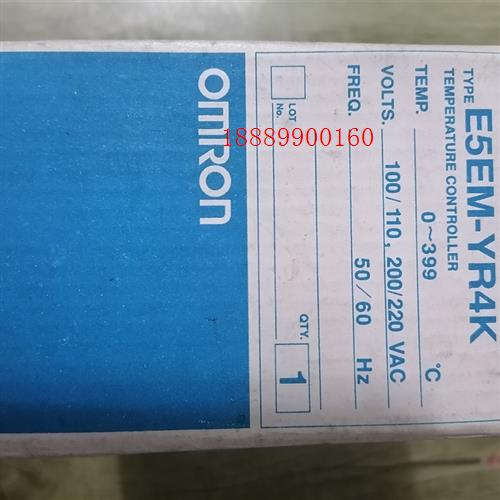 OMRON
TYPE E5EM-YR4K
TEMPERATURE CONTROLLER
TEMP. 0~399 °C
VOLTS. 100/110, 200/220 VAC
FREQ. 50/60 Hz
LOT No.
QTY. 1
18889900160